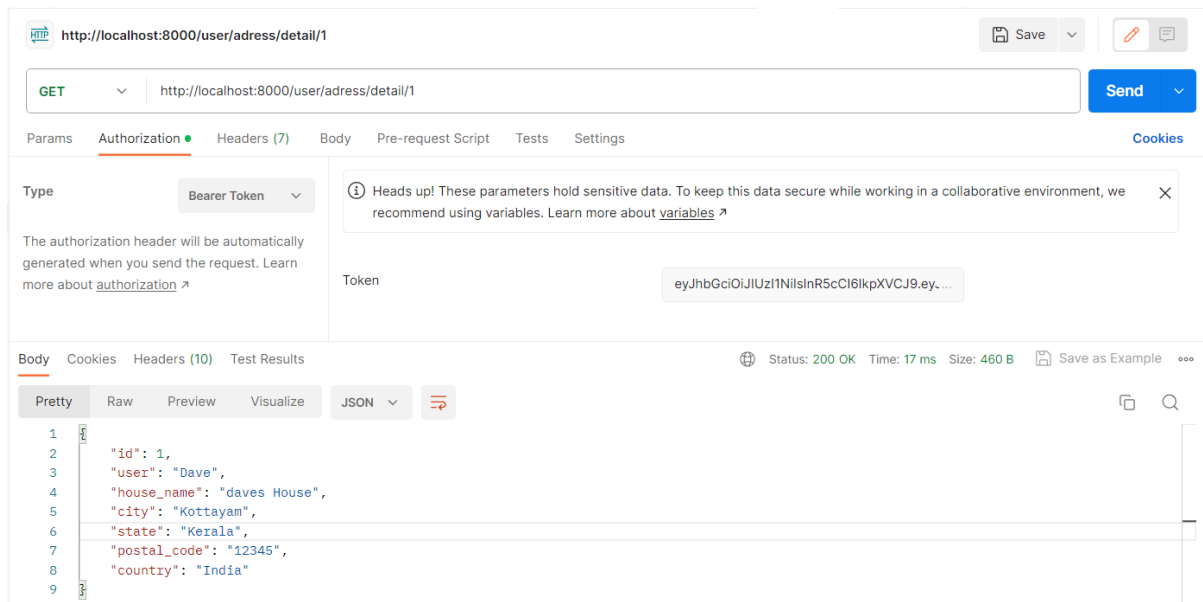 HTTP http://localhost:8000/user/adress/detail/1 Save
GET http://localhost:8000/user/adress/detail/1 Send
Params Authorization Headers (7) Body Pre-request Script Tests Settings Cookies
Type Bearer Token
The authorization header will be automatically
generated when you send the request. Learn
more about authorization ↗
Heads up! These parameters hold sensitive data. To keep this data secure while working in a collaborative environment, we
recommend using variables. Learn more about variables ↗
Token eyJhbGciOiJIUzI1NiIsInR5cCI6IkpXVCJ9.eyJ...
Body Cookies Headers (10) Test Results Status: 200 OK Time: 17 ms Size: 460 B Save as Example
Pretty Raw Preview Visualize JSON
1 {
2 "id": 1,
3 "user": "Dave",
4 "house_name": "daves House",
5 "city": "Kottayam",
6 "state": "Kerala",
7 "postal_code": "12345",
8 "country": "India"
9 }